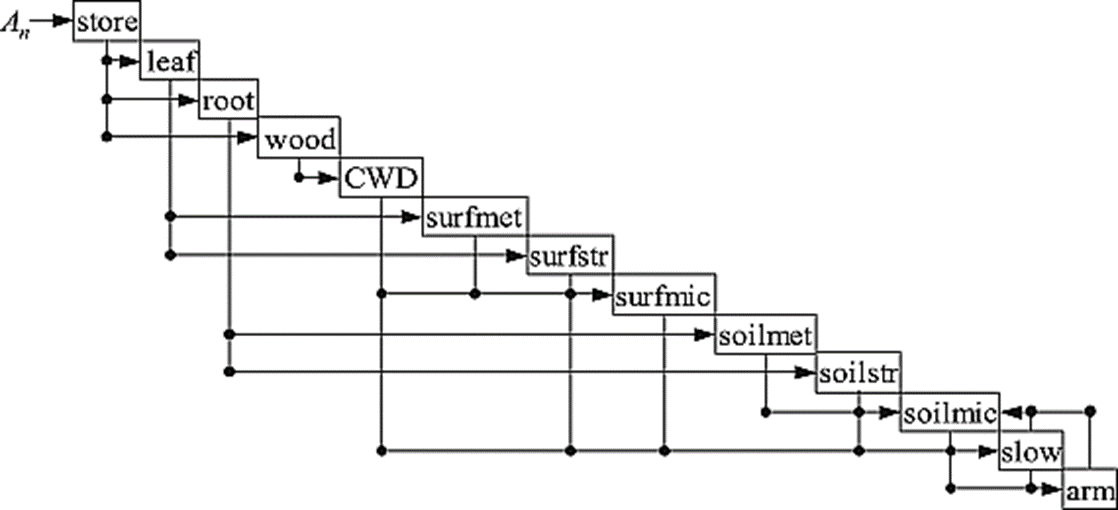 Aₙ
store
leaf
root
wood
CWD
surfmet
surfstr
surfmic
soilmet
soilstr
soilmic
slow
arm